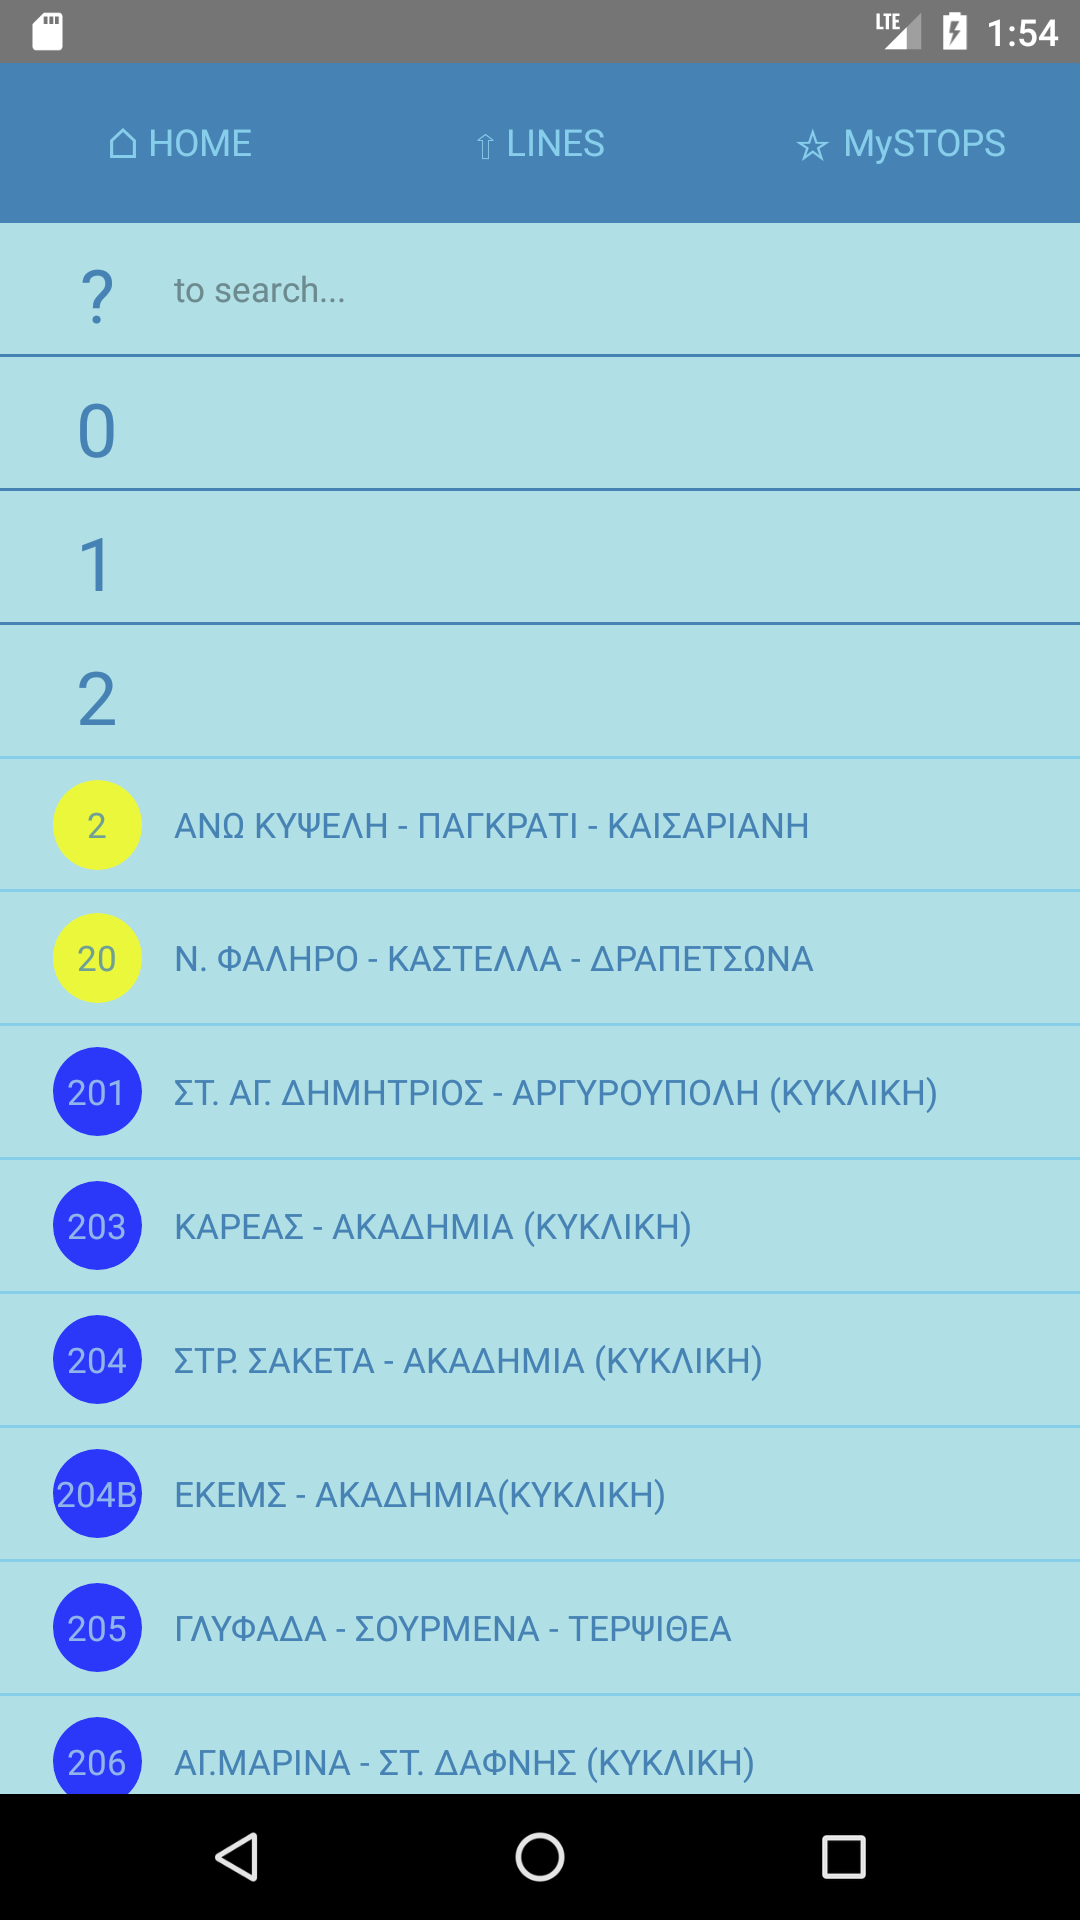 LTE 1:54
HOME LINES MySTOPS
? to search...
0
1
2
2 ΑΝΩ ΚΥΨΕΛΗ - ΠΑΓΚΡΑΤΙ - ΚΑΙΣΑΡΙΑΝΗ
20 Ν. ΦΑΛΗΡΟ - ΚΑΣΤΕΛΛΑ - ΔΡΑΠΕΤΣΩΝΑ
201 ΣΤ. ΑΓ. ΔΗΜΗΤΡΙΟΣ - ΑΡΓΥΡΟΥΠΟΛΗ (ΚΥΚΛΙΚΗ)
203 ΚΑΡΕΑΣ - ΑΚΑΔΗΜΙΑ (ΚΥΚΛΙΚΗ)
204 ΣΤΡ. ΣΑΚΕΤΑ - ΑΚΑΔΗΜΙΑ (ΚΥΚΛΙΚΗ)
204Β ΕΚΕΜΣ - ΑΚΑΔΗΜΙΑ(ΚΥΚΛΙΚΗ)
205 ΓΛΥΦΑΔΑ - ΣΟΥΡΜΕΝΑ - ΤΕΡΨΙΘΕΑ
206 ΑΓ.ΜΑΡΙΝΑ - ΣΤ. ΔΑΦΝΗΣ (ΚΥΚΛΙΚΗ)